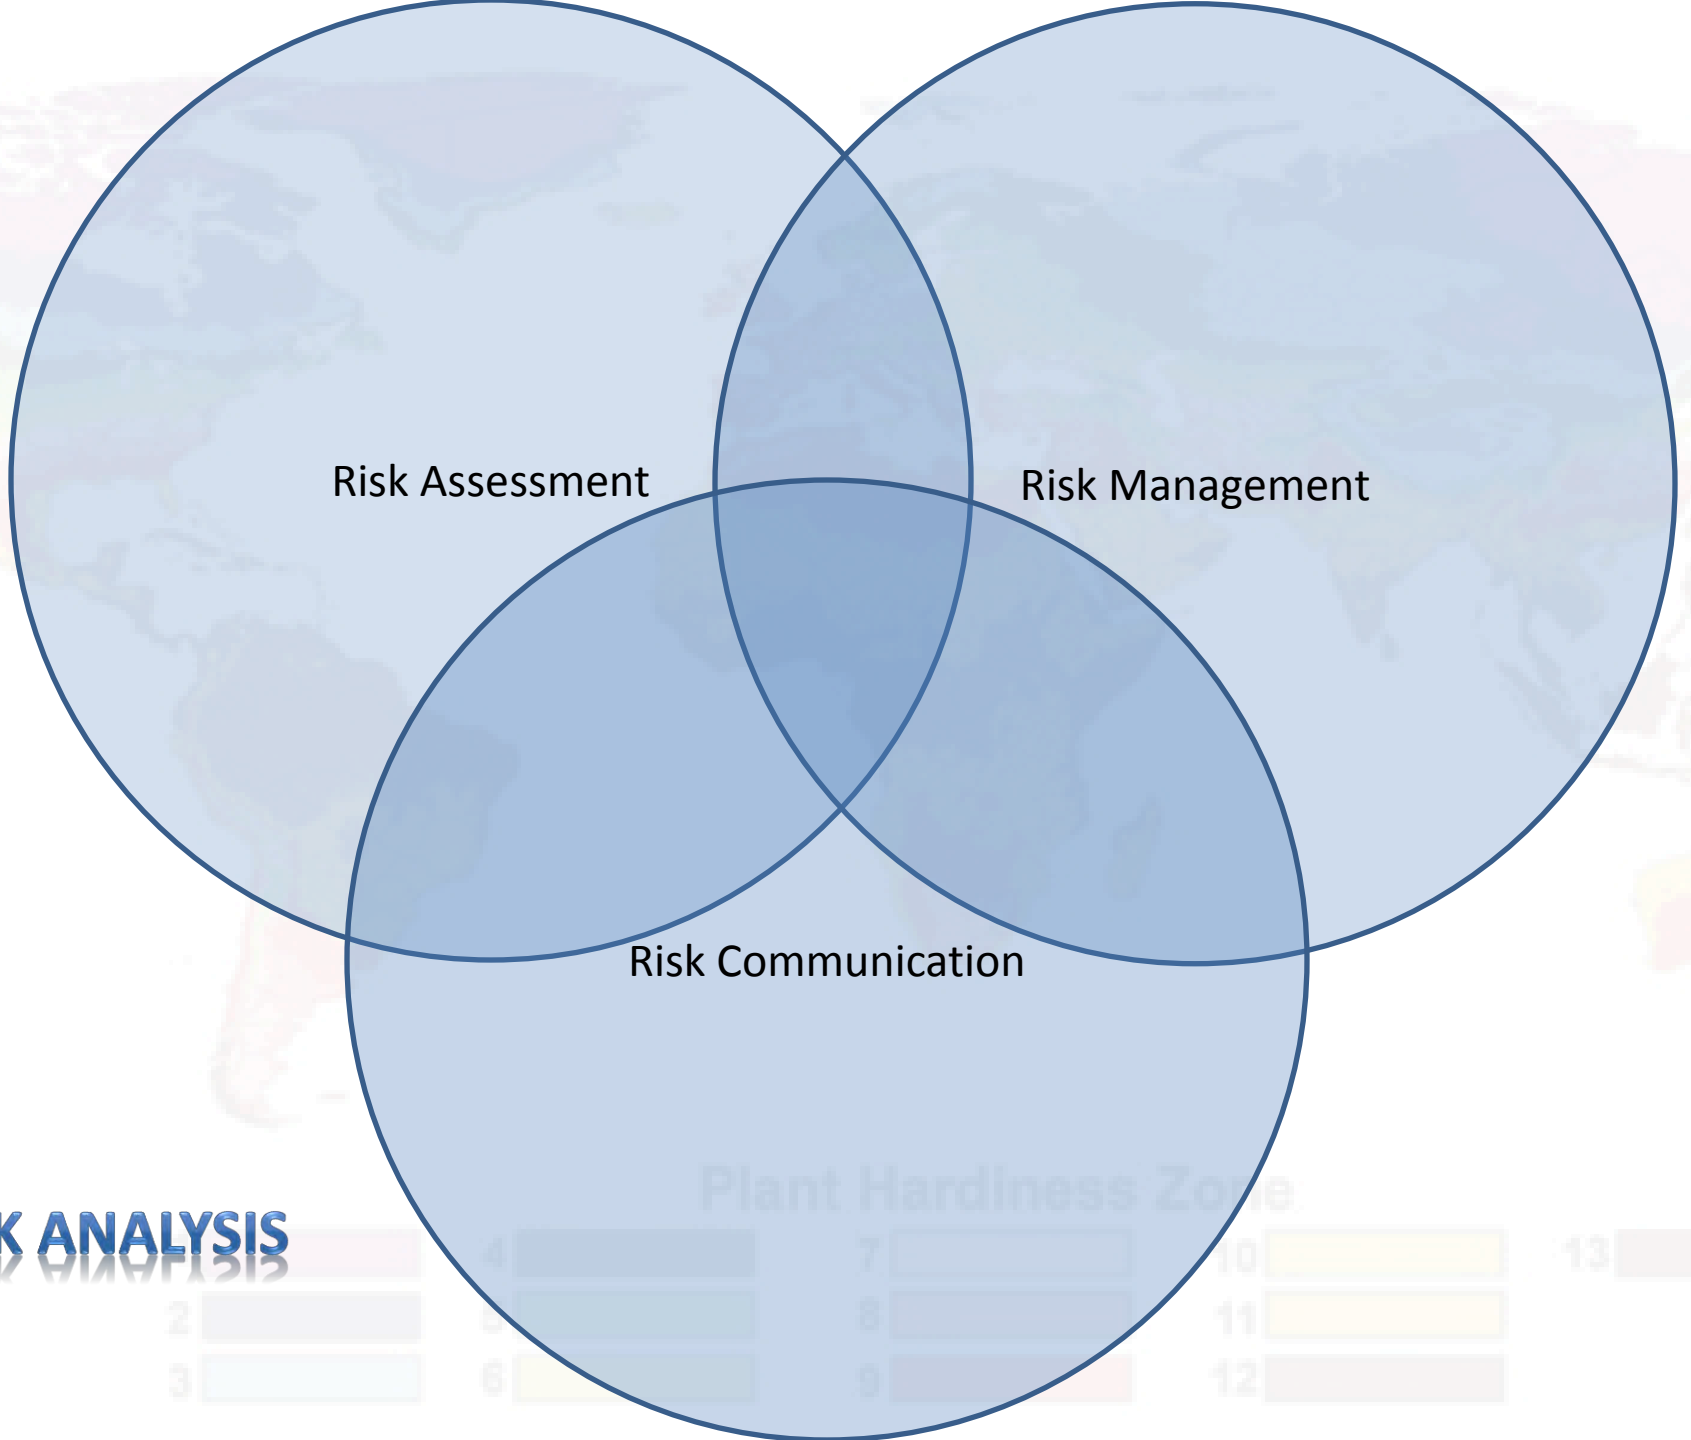 Risk Assessment
Risk Management
Risk Communication
Plant Hardiness Zone
K ANALYSIS
4
7
10
13
2
5
8
11
3
6
9
12